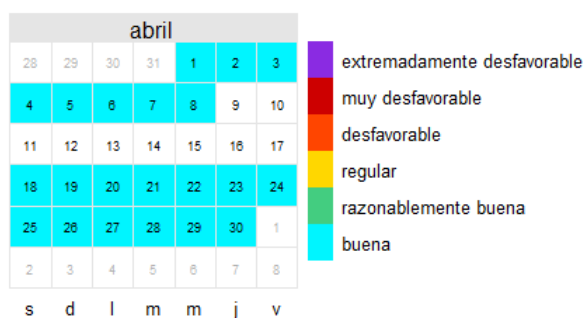 abril
28 29 30 31 1 2 3
4 5 6 7 8 9 10
11 12 13 14 15 16 17
18 19 20 21 22 23 24
25 26 27 28 29 30 1
2 3 4 5 6 7 8
s d l m m j v
extremadamente desfavorable
muy desfavorable
desfavorable
regular
razonablemente buena
buena